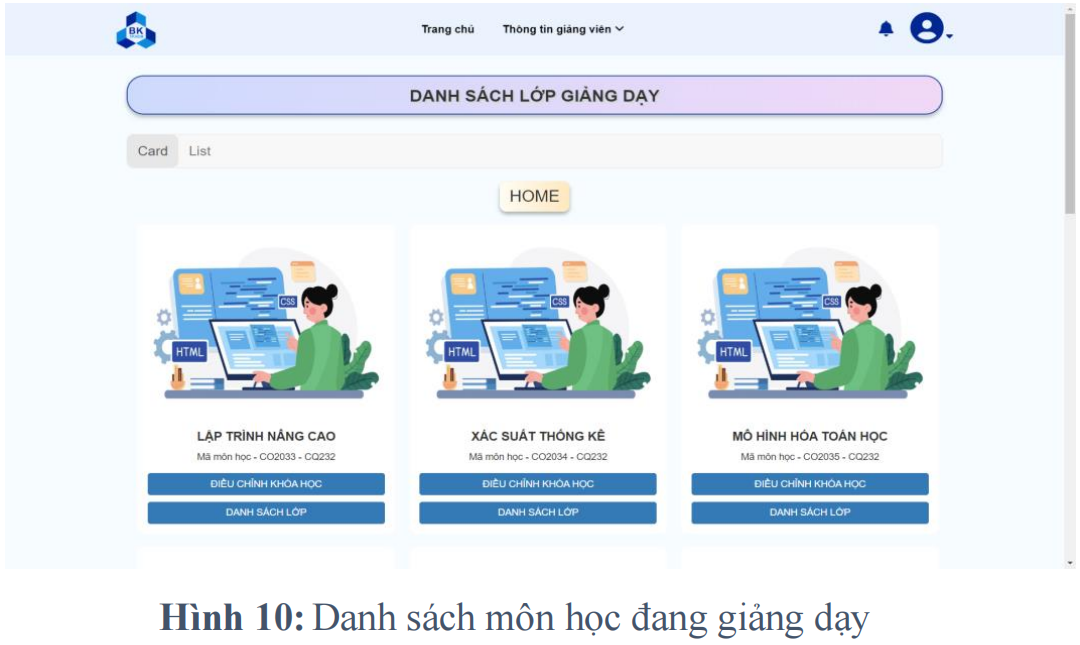 BK
Trang chủ Thông tin giảng viên
DANH SÁCH LỚP GIẢNG DẠY
Card List
HOME
CSS
HTML
CSS
HTML
CSS
HTML
LẬP TRÌNH NÂNG CAO
Mã môn học - CO2033 - CQ232
ĐIỀU CHỈNH KHÓA HỌC
DANH SÁCH LỚP
XÁC SUẤT THỐNG KÊ
Mã môn học - CO2034 - CQ232
ĐIỀU CHỈNH KHÓA HỌC
DANH SÁCH LỚP
MÔ HÌNH HÓA TOÁN HỌC
Mã môn học - CO2035 - CQ232
ĐIỀU CHỈNH KHÓA HỌC
DANH SÁCH LỚP
Hình 10: Danh sách môn học đang giảng dạy